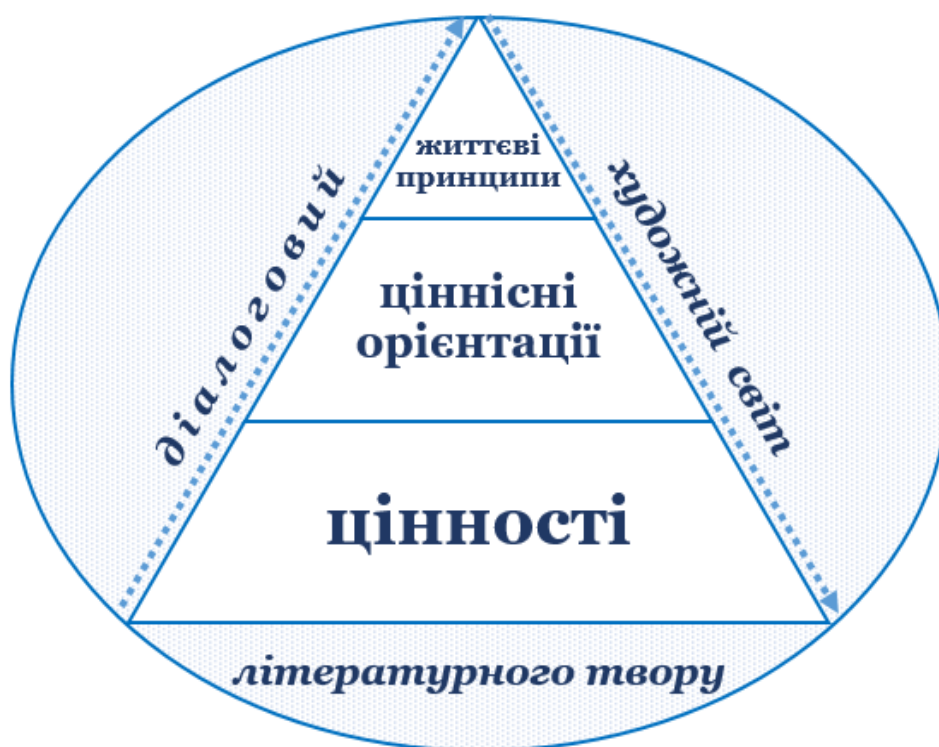 життєві
принципи
ціннісні
орієнтації
цінності
діалоговий
художній світ
літературного твору